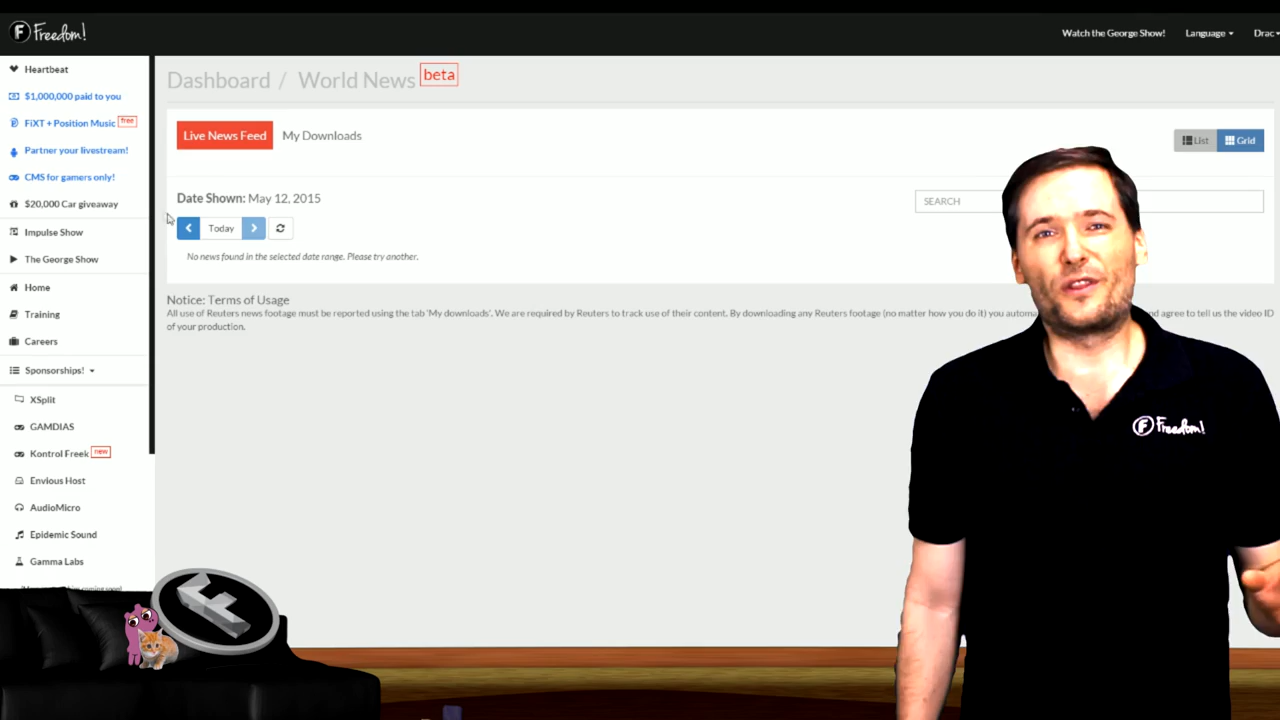 Freedom!
Watch the George Show!
Language
Drac
Heartbeat
$1,000,000 paid to you
FiXT + Position Music free
Partner your livestream!
CMS for gamers only!
$20,000 Car giveaway
Impulse Show
The George Show
Home
Training
Careers
Sponsorships!
XSplit
GAMDIAS
Kontrol Freek new
Envious Host
AudioMicro
Epidemic Sound
Gamma Labs
coming soon!
Dashboard / World News beta
Live News Feed My Downloads
List Grid
Date Shown: May 12, 2015
SEARCH
Today
No news found in the selected date range. Please try another.
Notice: Terms of Usage
All use of Reuters news footage must be reported using the tab 'My downloads'. We are required by Reuters to track use of their content. By downloading any Reuters footage (no matter how you do it) you and agree to tell us the video ID
of your production.
F Freedom!
F